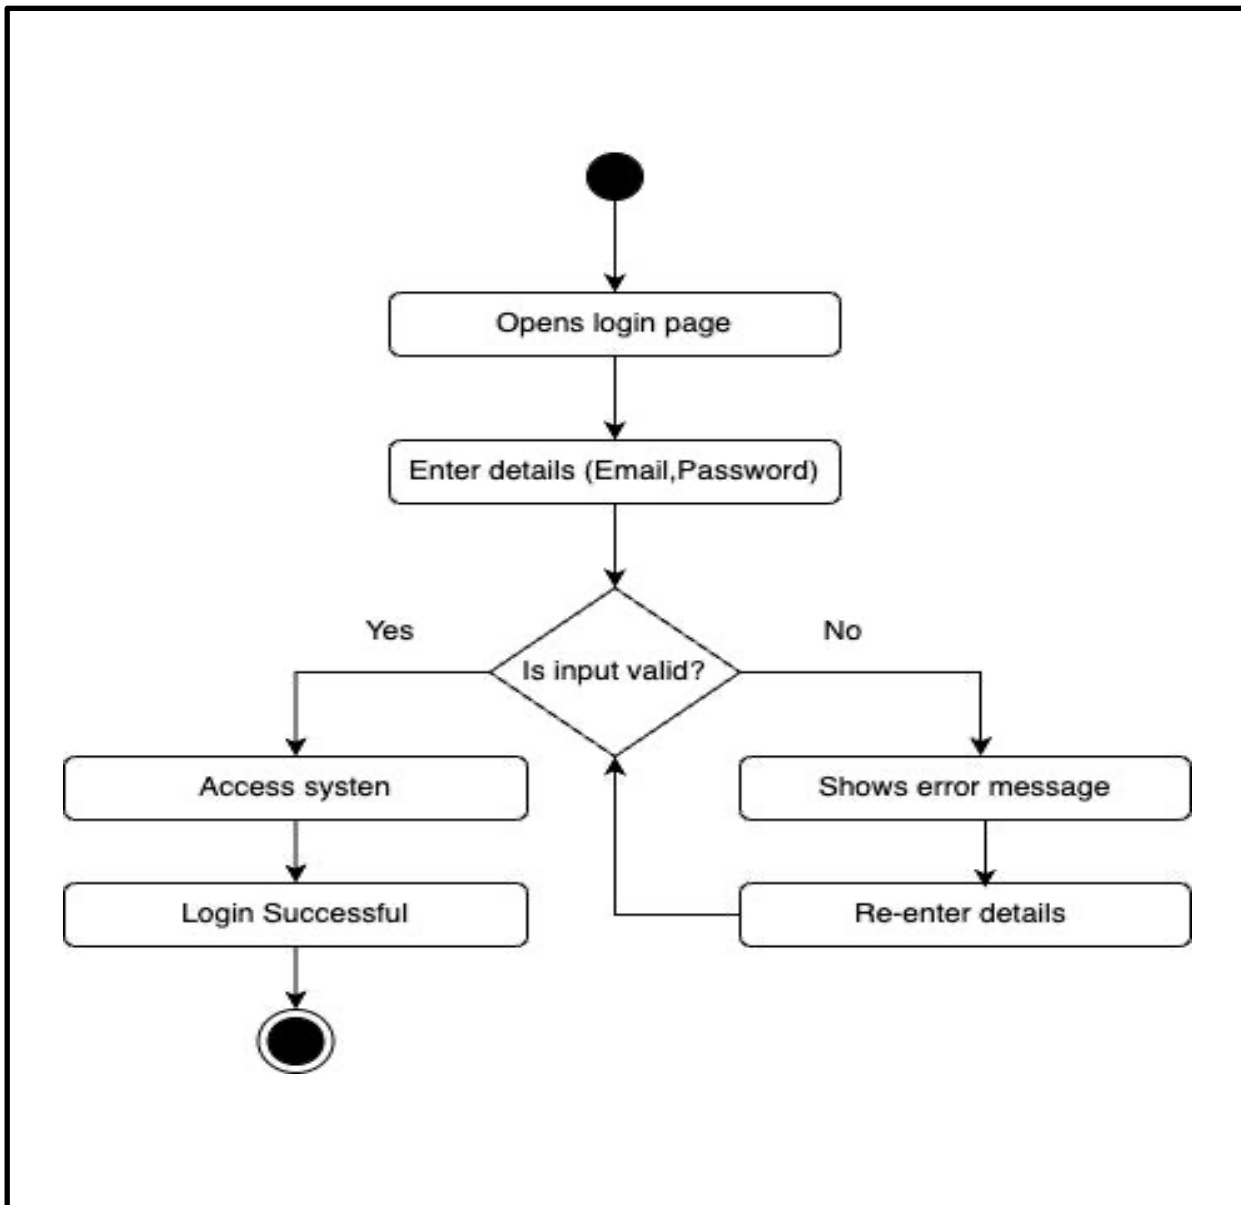 Opens login page
Enter details (Email,Password)
Yes
No
Is input valid?
Access systen
Shows error message
Login Successful
Re-enter details